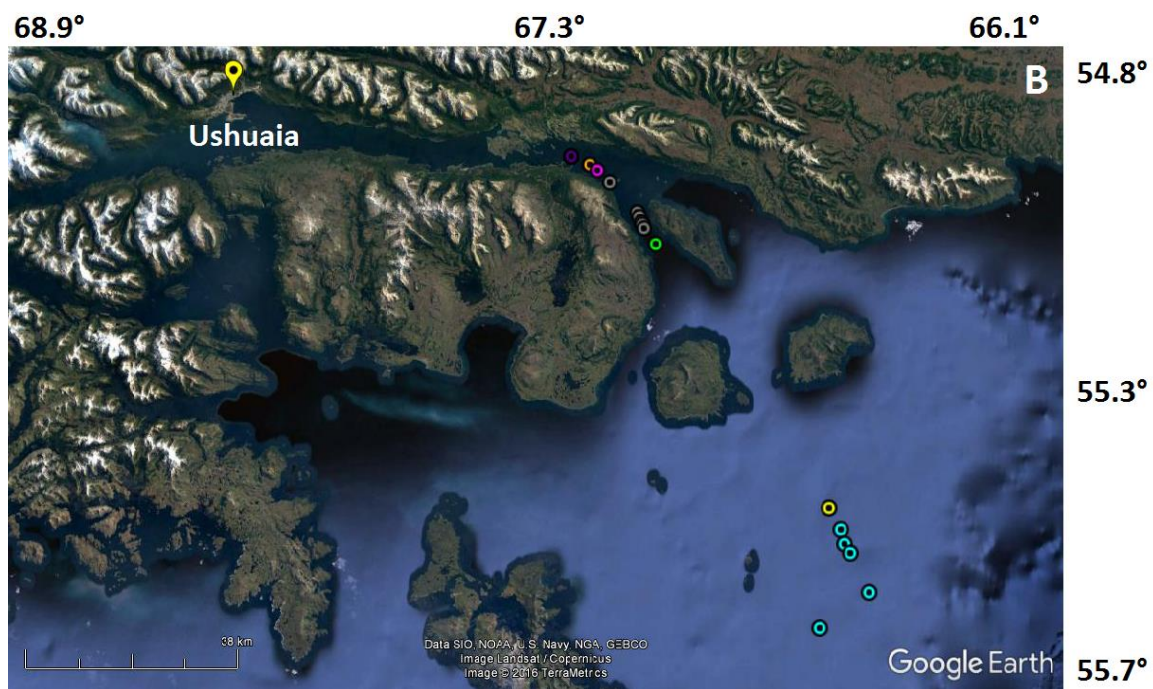 68.9° 67.3° 66.1°
54.8°
B
Ushuaia
55.3°
38 km
Data SIO, NOAA, U.S. Navy, NGA, GEBCO
Image Landsat / Copernicus
Image © 2016 TerraMetrics
Google Earth
55.7°